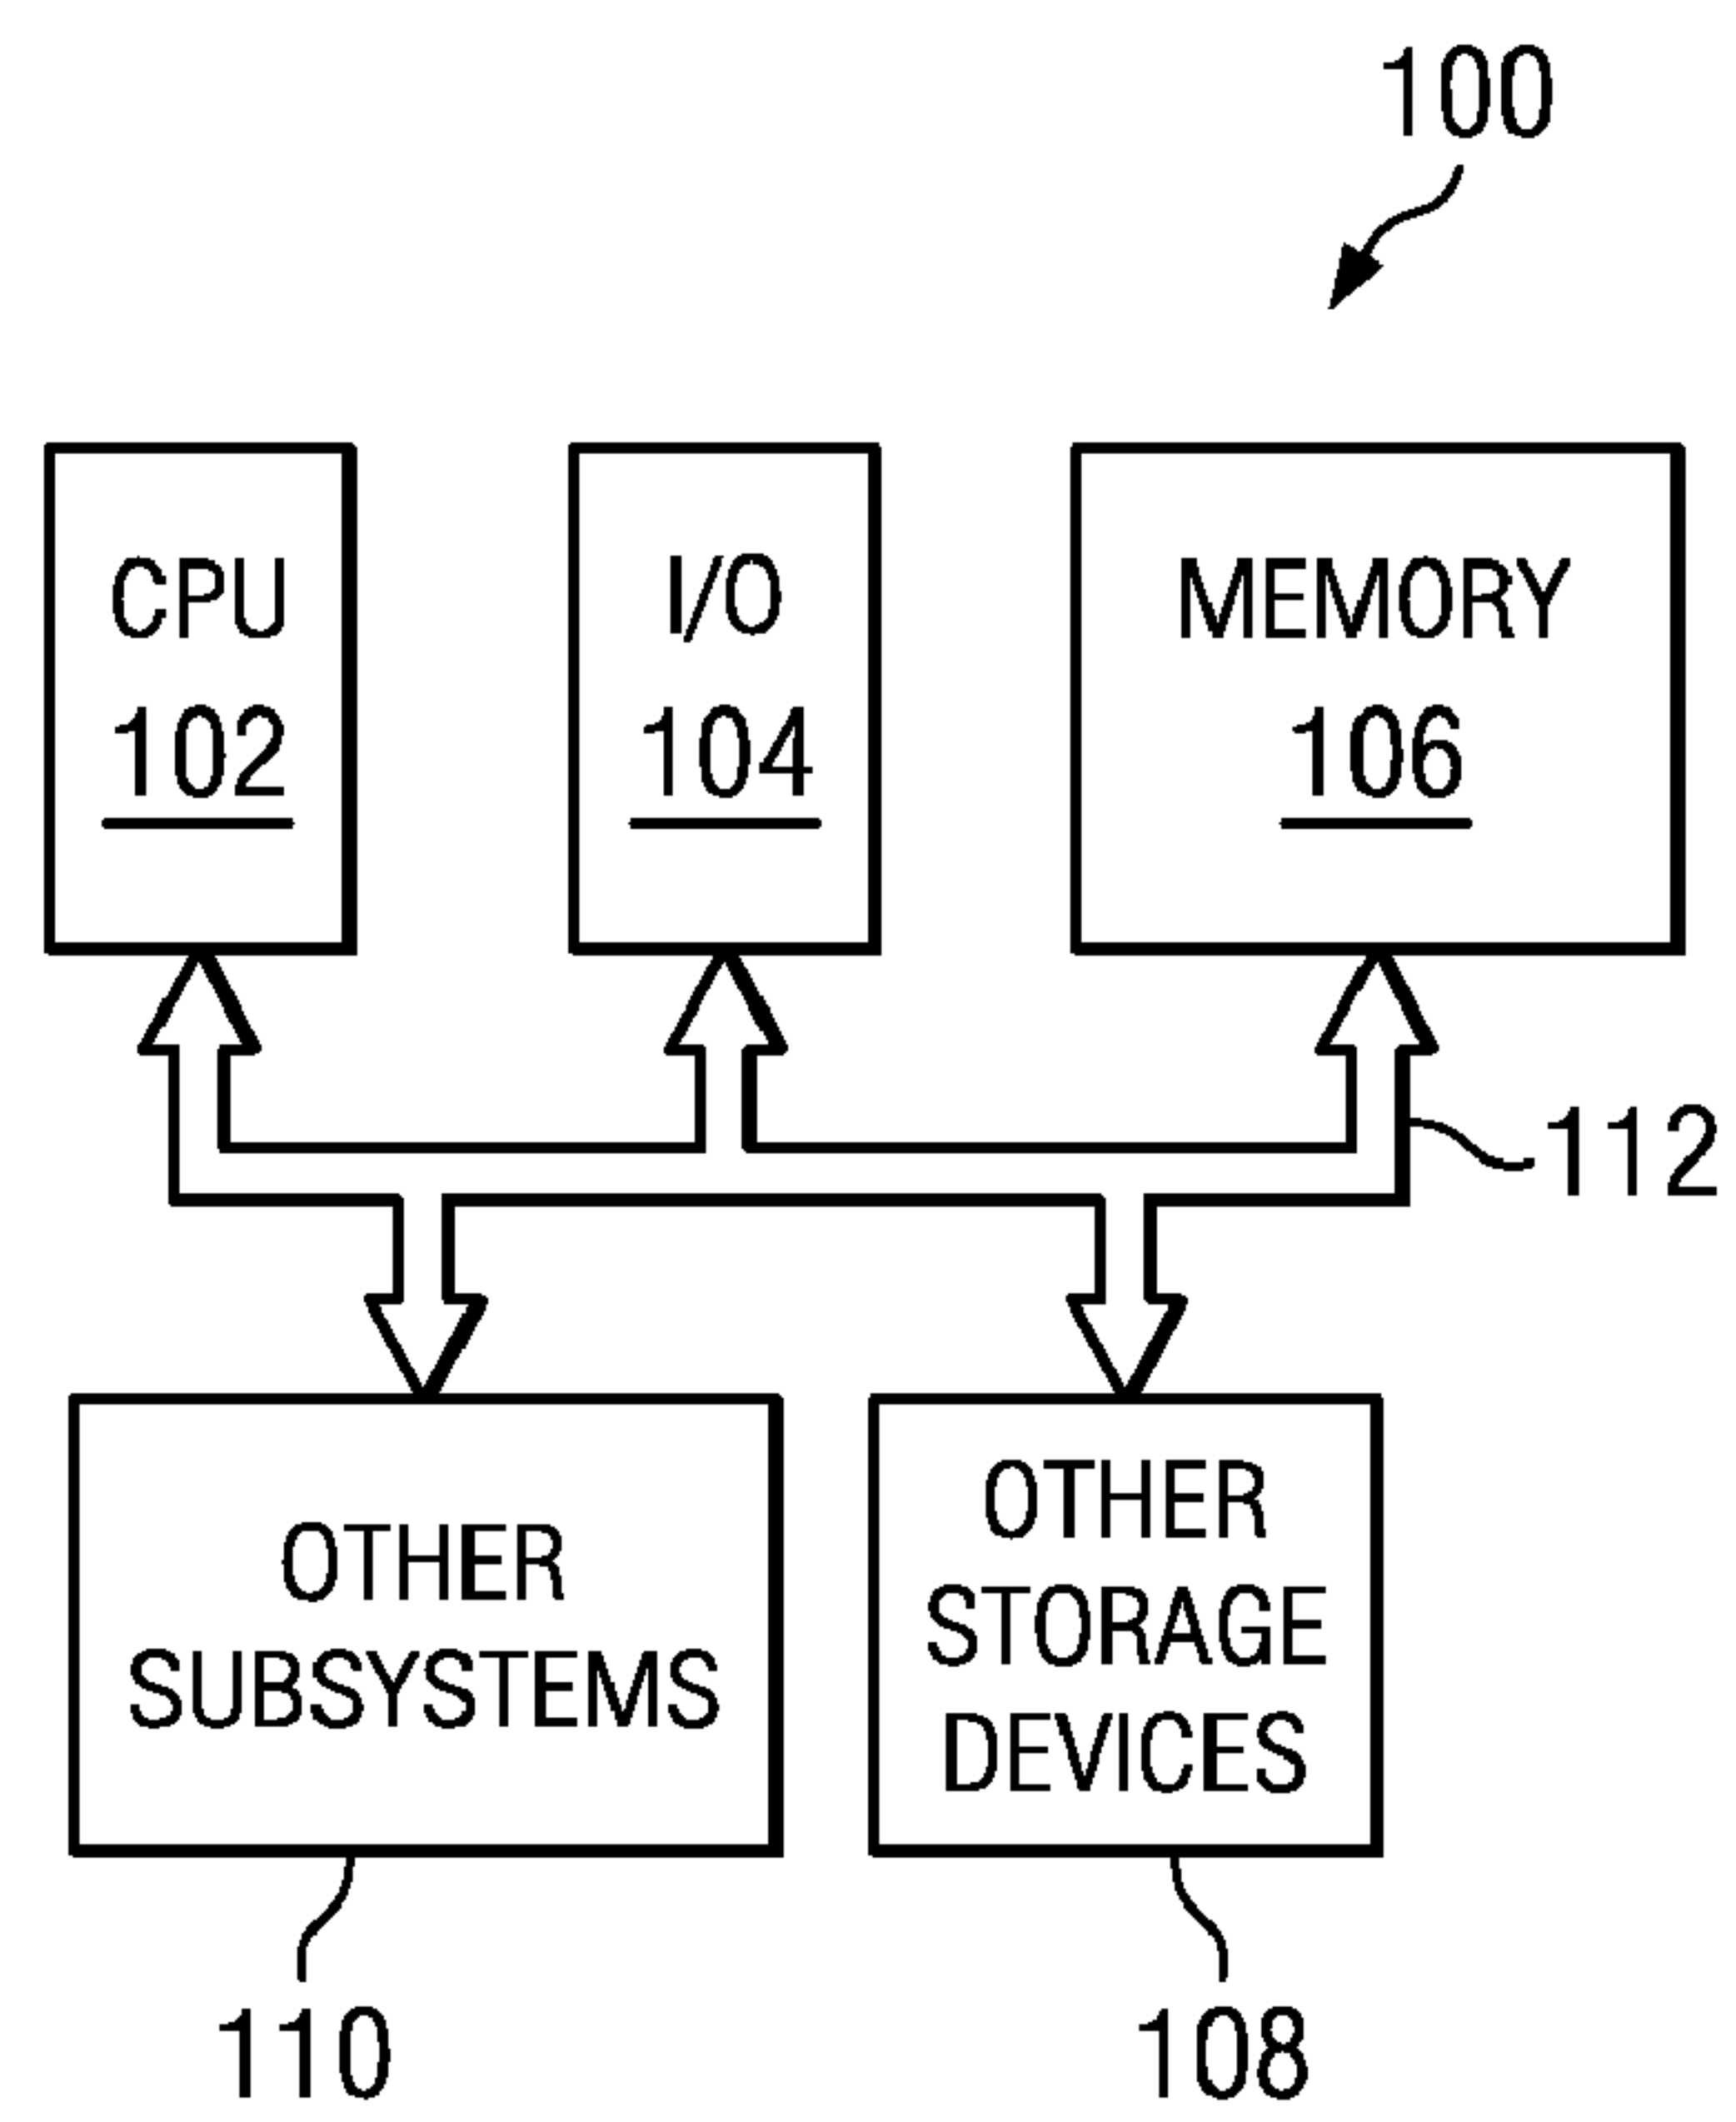 100
CPU
102
I/O
104
MEMORY
106
112
OTHER
SUBSYSTEMS
OTHER
STORAGE
DEVICES
110
108